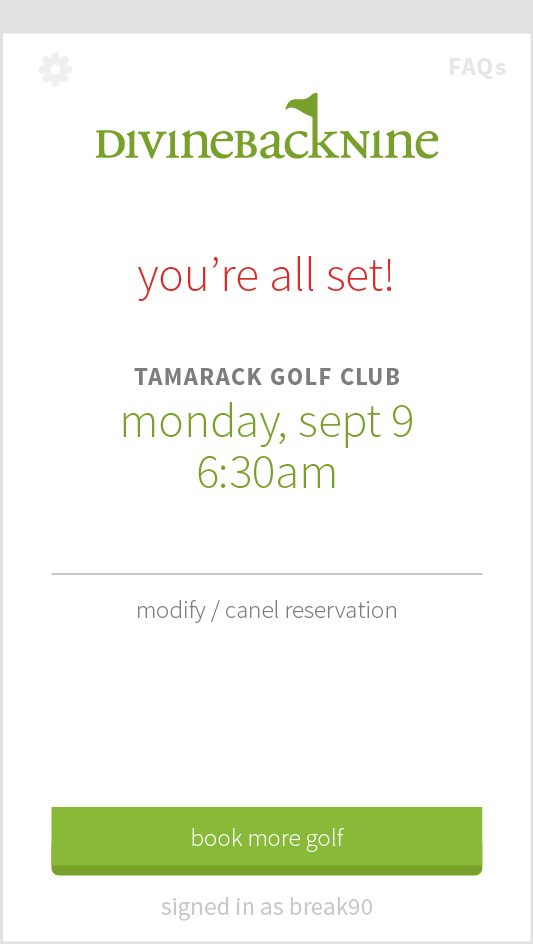 FAQs
DIVINEBACKNINE
you’re all set!
TAMARACK GOLF CLUB
monday, sept 9
6:30am
modify / canel reservation
book more golf
signed in as break90